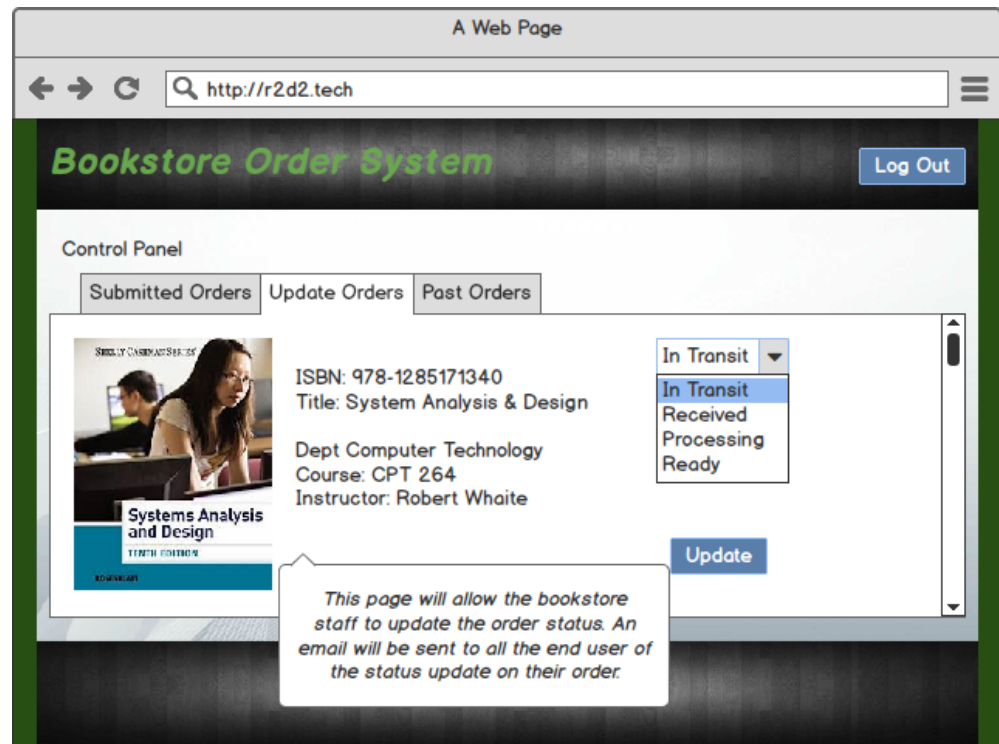 A Web Page
http://r2d2.tech
Bookstore Order System
Log Out
Control Panel
Submitted Orders
Update Orders
Past Orders
SHELLY CASHMAN SERIES
Systems Analysis
and Design
TENTH EDITION
ROSENBLATT
ISBN: 978-1285171340
Title: System Analysis & Design
Dept Computer Technology
Course: CPT 264
Instructor: Robert Whaite
In Transit
In Transit
Received
Processing
Ready
Update
This page will allow the bookstore
staff to update the order status. An
email will be sent to all the end user of
the status update on their order.